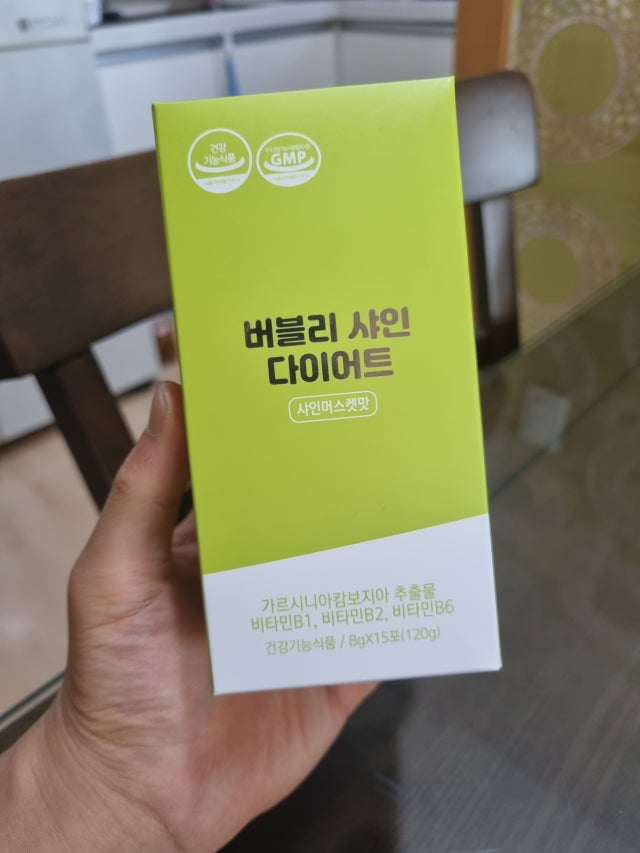 건강
기능식품
GMP
버블리 샤인
다이어트
샤인머스켓맛
가르시니아캄보지아 추출물
비타민B1, 비타민B2, 비타민B6
건강기능식품 / 8gX15포(120g)